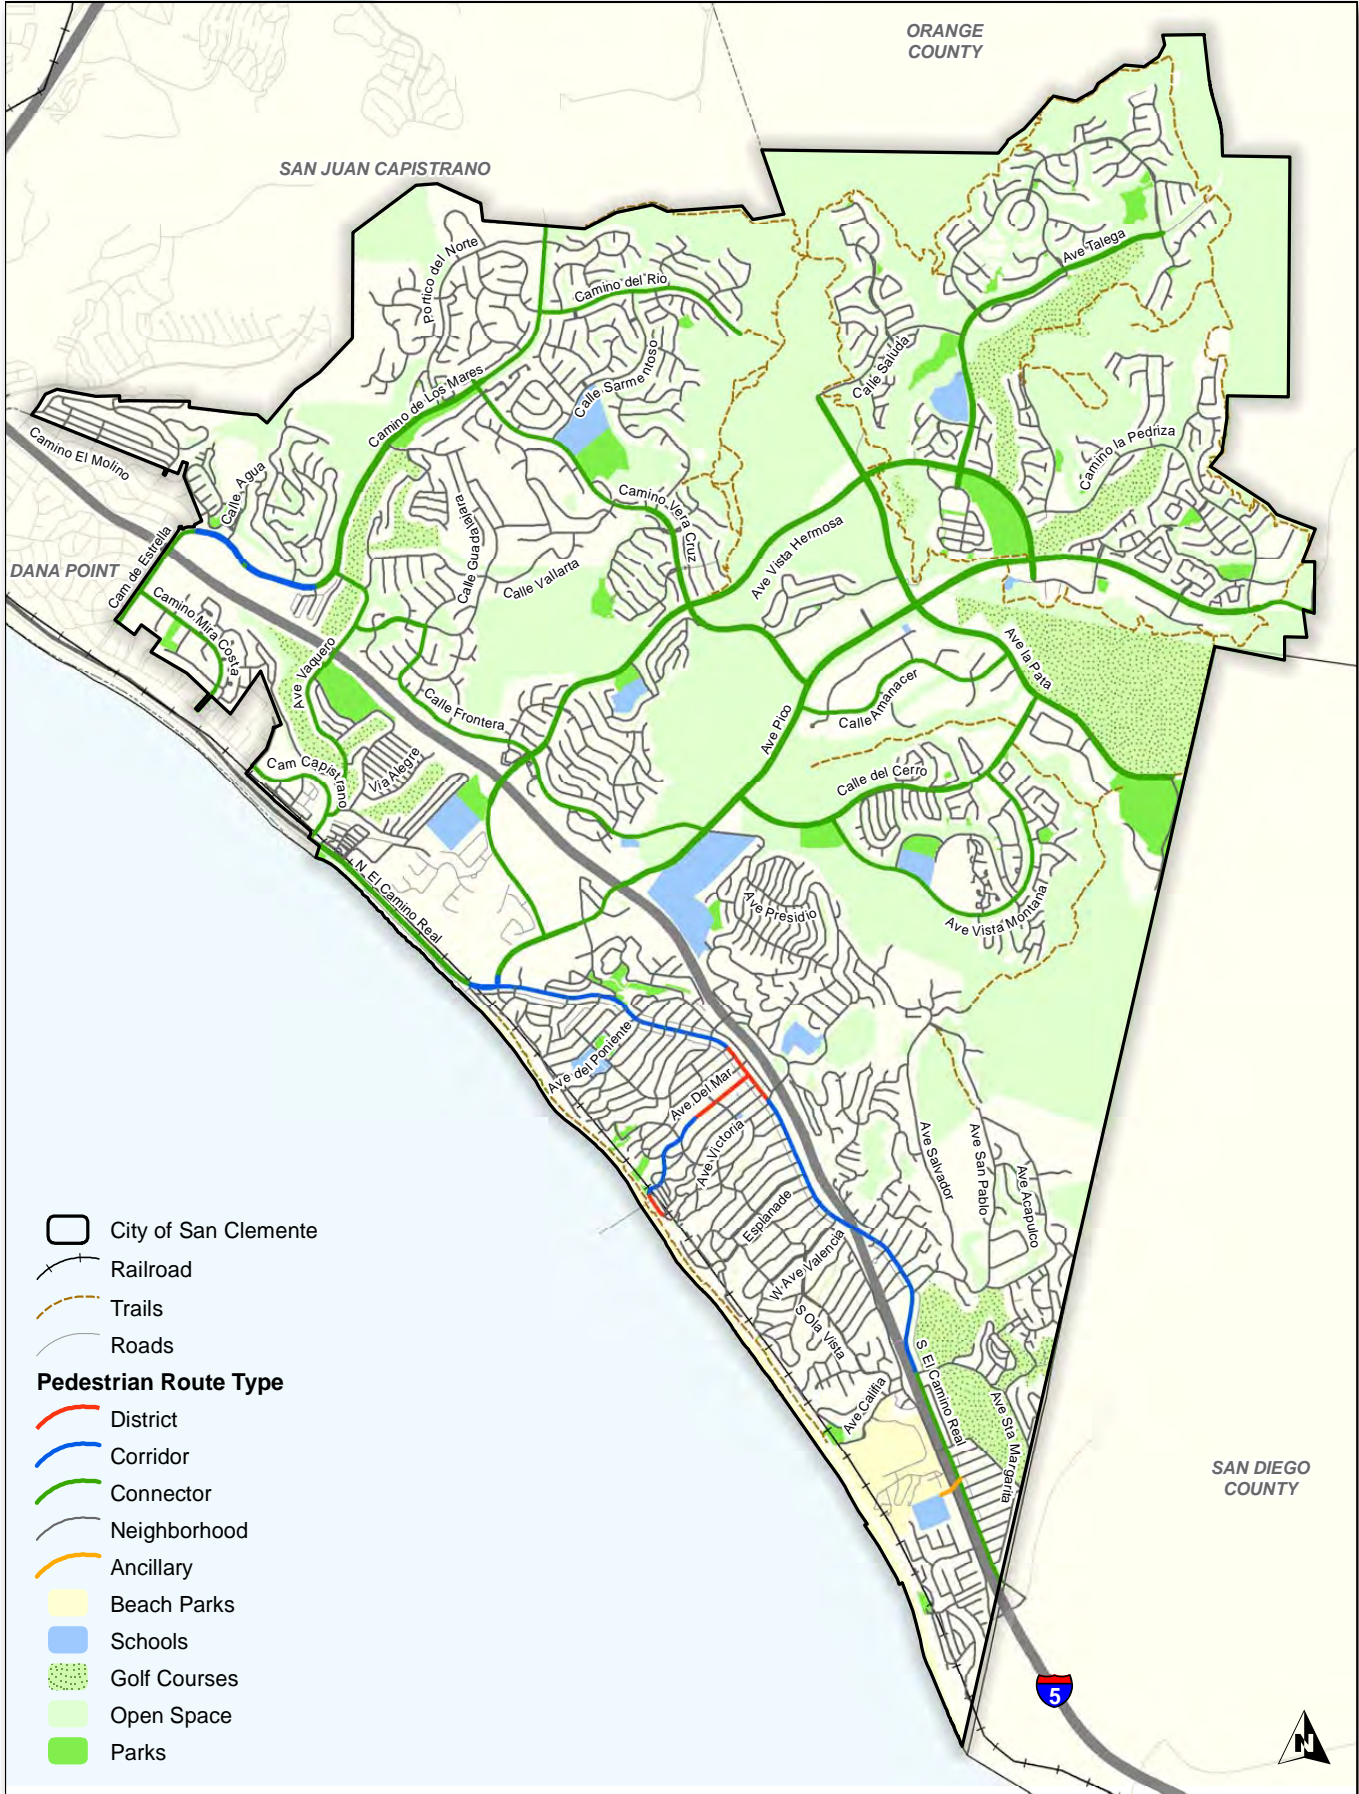 ORANGE
COUNTY
SAN JUAN CAPISTRANO
Portico del Norte
Ave Talega
Camino del Rio
Calle Saluda
Calle Sarmentoso
Camino de Los Mares
Camino El Molino
Camino la Pedriza
Calle Agua
Camino Vera Cruz
Calle Guadalajara
Ave Vista Hermosa
Cam de Estrella
DANA POINT
Calle Vallarta
Camino Mira Costa
Ave Vaquero
Ave la Pata
Calle Amanacer
Calle Frontera
Ave Pico
Cam Capistrano
Via Alegre
Calle del Cerro
N El Camino Real
Ave Presidio
Ave Vista Montana
Ave del Poniente
Ave Del Mar
Ave Victoria
Ave Salvador
Ave San Pablo
Ave Acapulco
Esplanade
W Ave Valencia
S Ola Vista
S El Camino Real
Ave Califia
Ave Sta Margarita
SAN DIEGO
COUNTY
5
N
City of San Clemente
Railroad
Trails
Roads
Pedestrian Route Type
District
Corridor
Connector
Neighborhood
Ancillary
Beach Parks
Schools
Golf Courses
Open Space
Parks